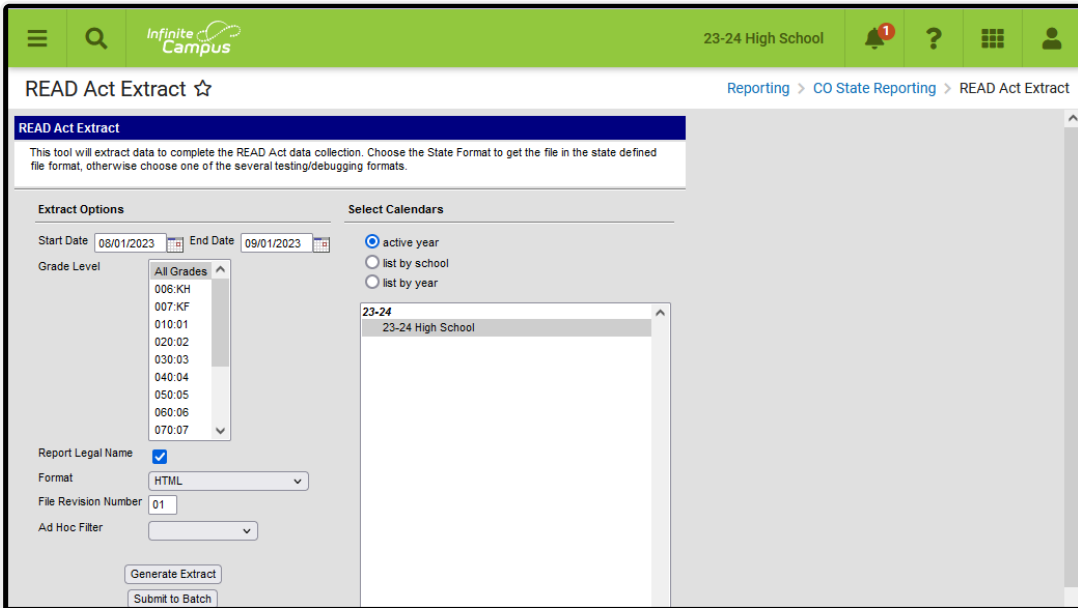 Infinite
Campus
23-24 High School
1
?
READ Act Extract
Reporting > CO State Reporting > READ Act Extract
READ Act Extract
This tool will extract data to complete the READ Act data collection. Choose the State Format to get the file in the state defined
file format, otherwise choose one of the several testing/debugging formats.
Extract Options
Start Date 08/01/2023 End Date 09/01/2023
Grade Level
All Grades
006:KH
007:KF
010:01
020:02
030:03
040:04
050:05
060:06
070:07
Report Legal Name
Format HTML
File Revision Number 01
Ad Hoc Filter
Generate Extract
Submit to Batch
Select Calendars
active year
list by school
list by year
23-24
23-24 High School